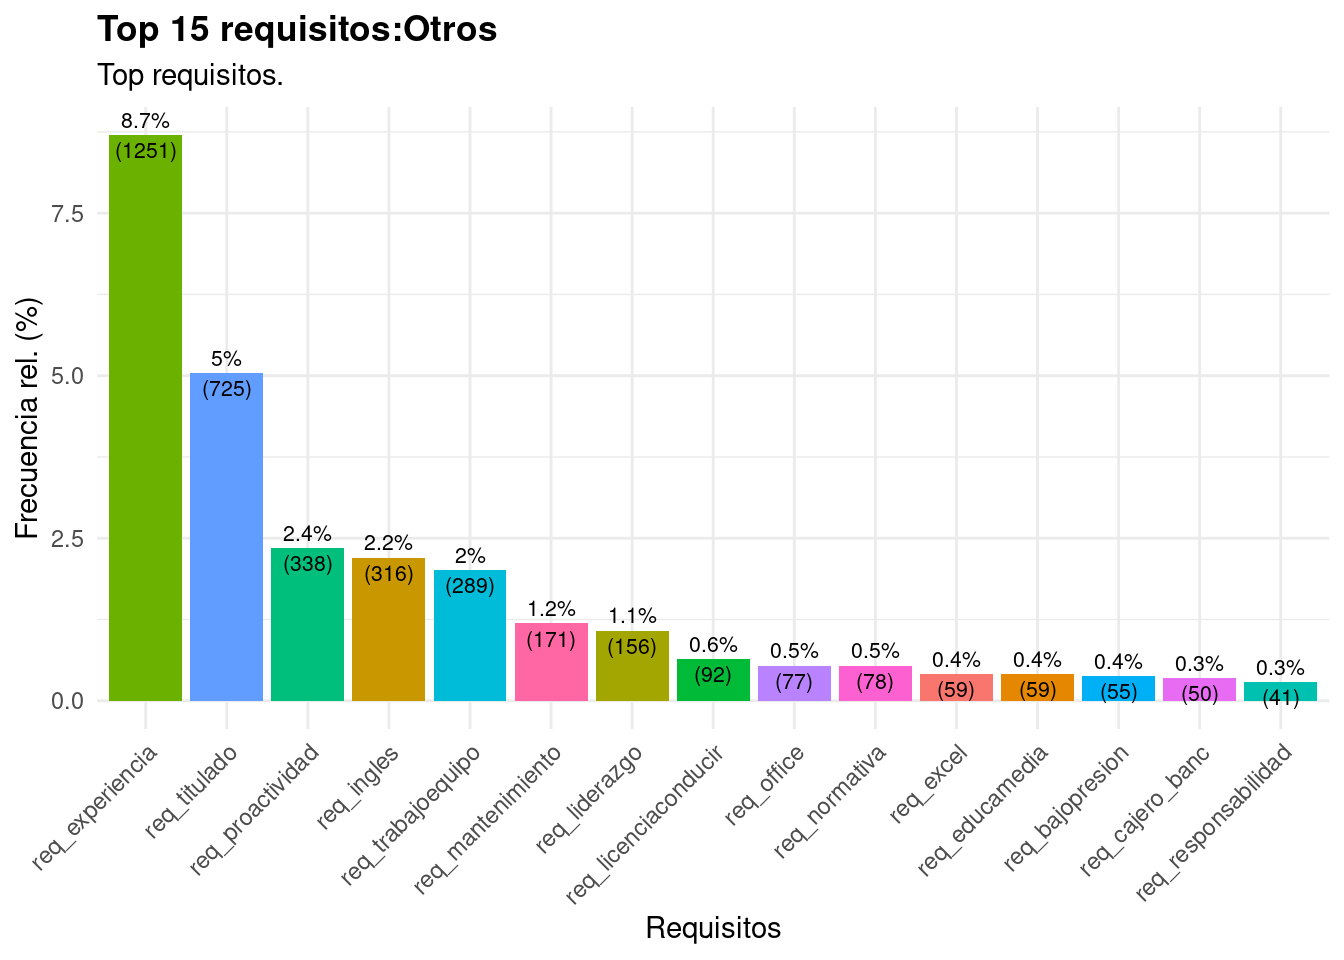 Top 15 requisitos:Otros
Top requisitos.
Frecuencia rel. (%)
7.5
5.0
2.5
0.0
8.7%
(1251)
5%
(725)
2.4%
(338)
2.2%
(316)
2%
(289)
1.2%
(171)
1.1%
(156)
0.6%
(92)
0.5%
(77)
0.5%
(78)
0.4%
(59)
0.4%
(59)
0.4%
(55)
0.3%
(50)
0.3%
(41)
req_experiencia
req_titulado
req_proactividad
req_ingles
req_trabajoequipo
req_mantenimiento
req_liderazgo
req_licenciaconducir
req_office
req_normativa
req_excel
req_educamedia
req_bajopresion
req_cajero_banc
req_responsabilidad
Requisitos